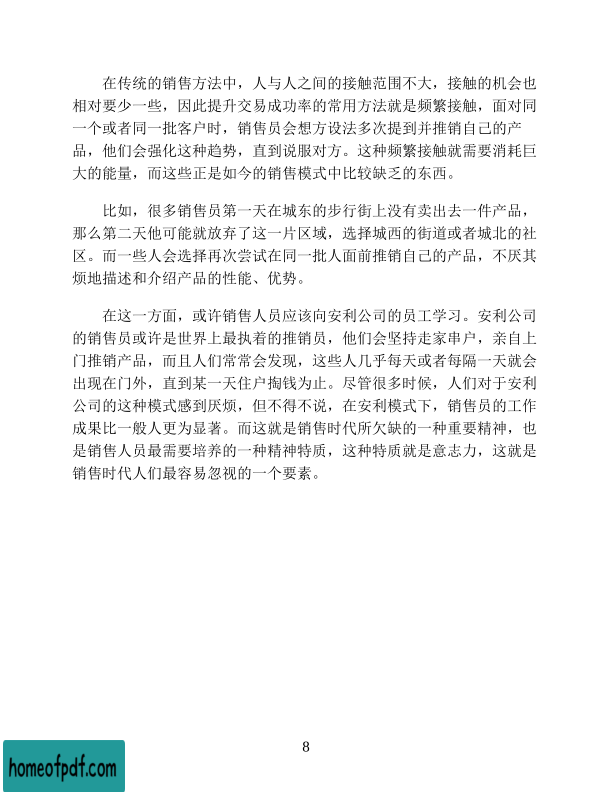 在传统的销售方法中，人与人之间的接触范围不大，接触的机会也
相对要少一些，因此提升交易成功率的常用方法就是频繁接触，面对同
一个或者同一批客户时，销售员会想方设法多次提到并推销自己的产
品，他们会强化这种趋势，直到说服对方。这种频繁接触就需要消耗巨
大的能量，而这些正是如今的销售模式中比较缺乏的东西。
比如，很多销售员第一天在城东的步行街上没有卖出去一件产品，
那么第二天他可能就放弃了这一片区域，选择城西的街道或者城北的社
区。而一些人会选择再次尝试在同一批人面前推销自己的产品，不厌其
烦地描述和介绍产品的性能、优势。
在这一方面，或许销售人员应该向安利公司的员工学习。安利公司
的销售员或许是世界上最执着的推销员，他们会坚持走家串户，亲自上
门推销产品，而且人们常常会发现，这些人几乎每天或者每隔一天就会
出现在门外，直到某一天住户掏钱为止。尽管很多时候，人们对于安利
公司的这种模式感到厌烦，但不得不说，在安利模式下，销售员的工作
成果比一般人更为显著。而这就是销售时代所欠缺的一种重要精神，也
是销售人员最需要培养的一种精神特质，这种特质就是意志力，这就是
销售时代人们最容易忽视的一个要素。
8
homeofpdf.com